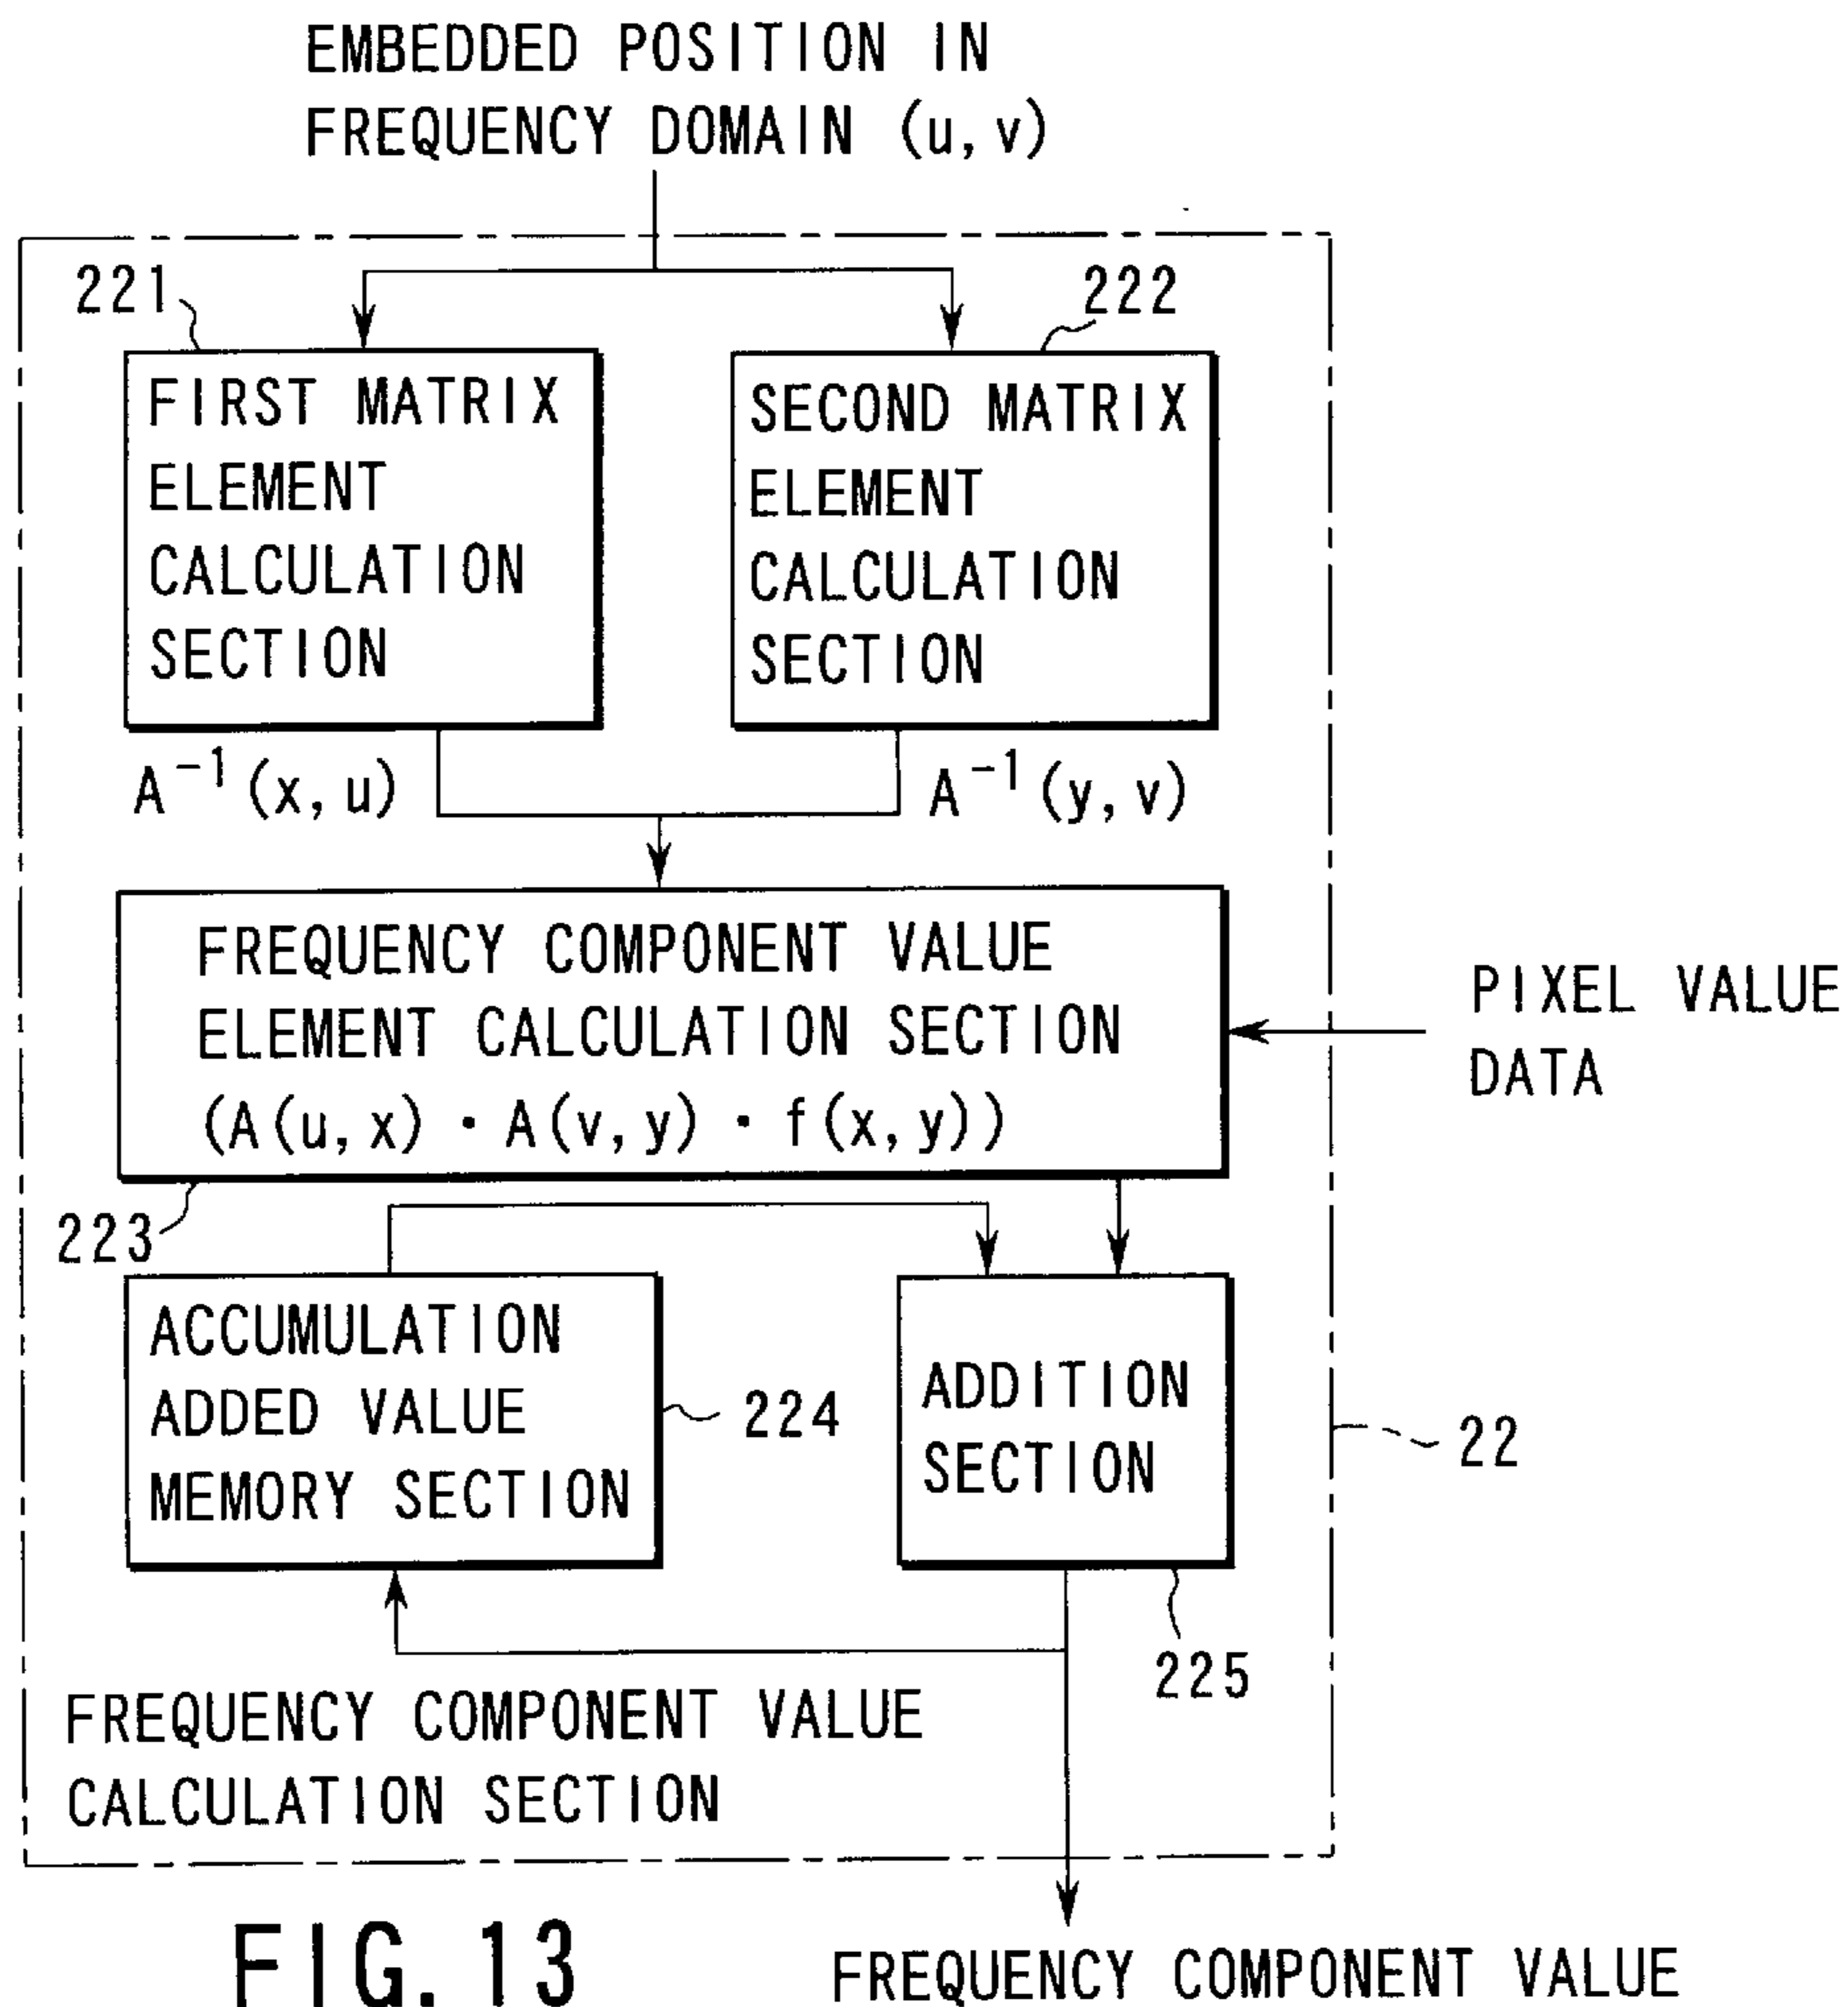 EMBEDDED POSITION IN
FREQUENCY DOMAIN (u, v)
221
222
FIRST MATRIX
ELEMENT
CALCULATION
SECTION
SECOND MATRIX
ELEMENT
CALCULATION
SECTION
A⁻¹(x, u)
A⁻¹(y, v)
FREQUENCY COMPONENT VALUE
ELEMENT CALCULATION SECTION
(A(u, x) · A(v, y) · f(x, y))
PIXEL VALUE
DATA
223
ACCUMULATION
ADDED VALUE
MEMORY SECTION
224
ADDITION
SECTION
22
225
FREQUENCY COMPONENT VALUE
CALCULATION SECTION
FIG. 13
FREQUENCY COMPONENT VALUE